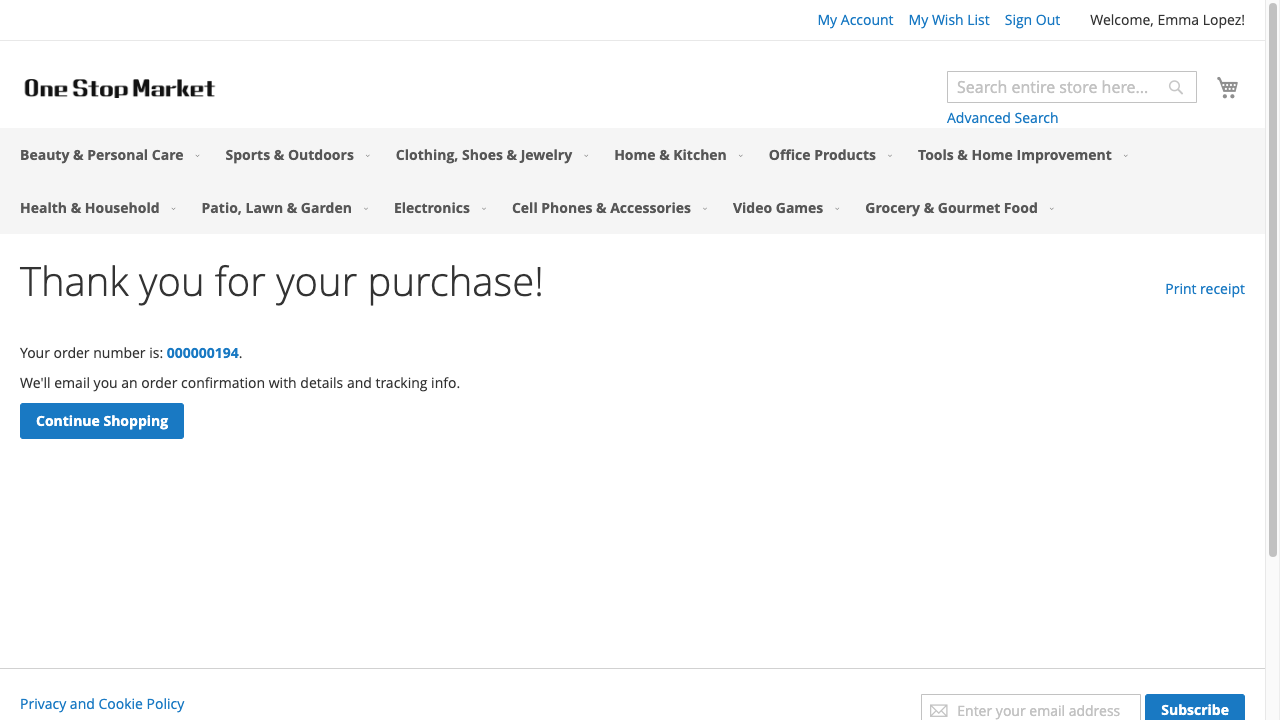 My Account My Wish List Sign Out Welcome, Emma Lopez!
One Stop Market
Search entire store here...
Advanced Search
Beauty & Personal Care Sports & Outdoors Clothing, Shoes & Jewelry Home & Kitchen Office Products Tools & Home Improvement
Health & Household Patio, Lawn & Garden Electronics Cell Phones & Accessories Video Games Grocery & Gourmet Food
Thank you for your purchase!
Print receipt
Your order number is: 000000194.
We'll email you an order confirmation with details and tracking info.
Continue Shopping
Privacy and Cookie Policy
Enter your email address
Subscribe